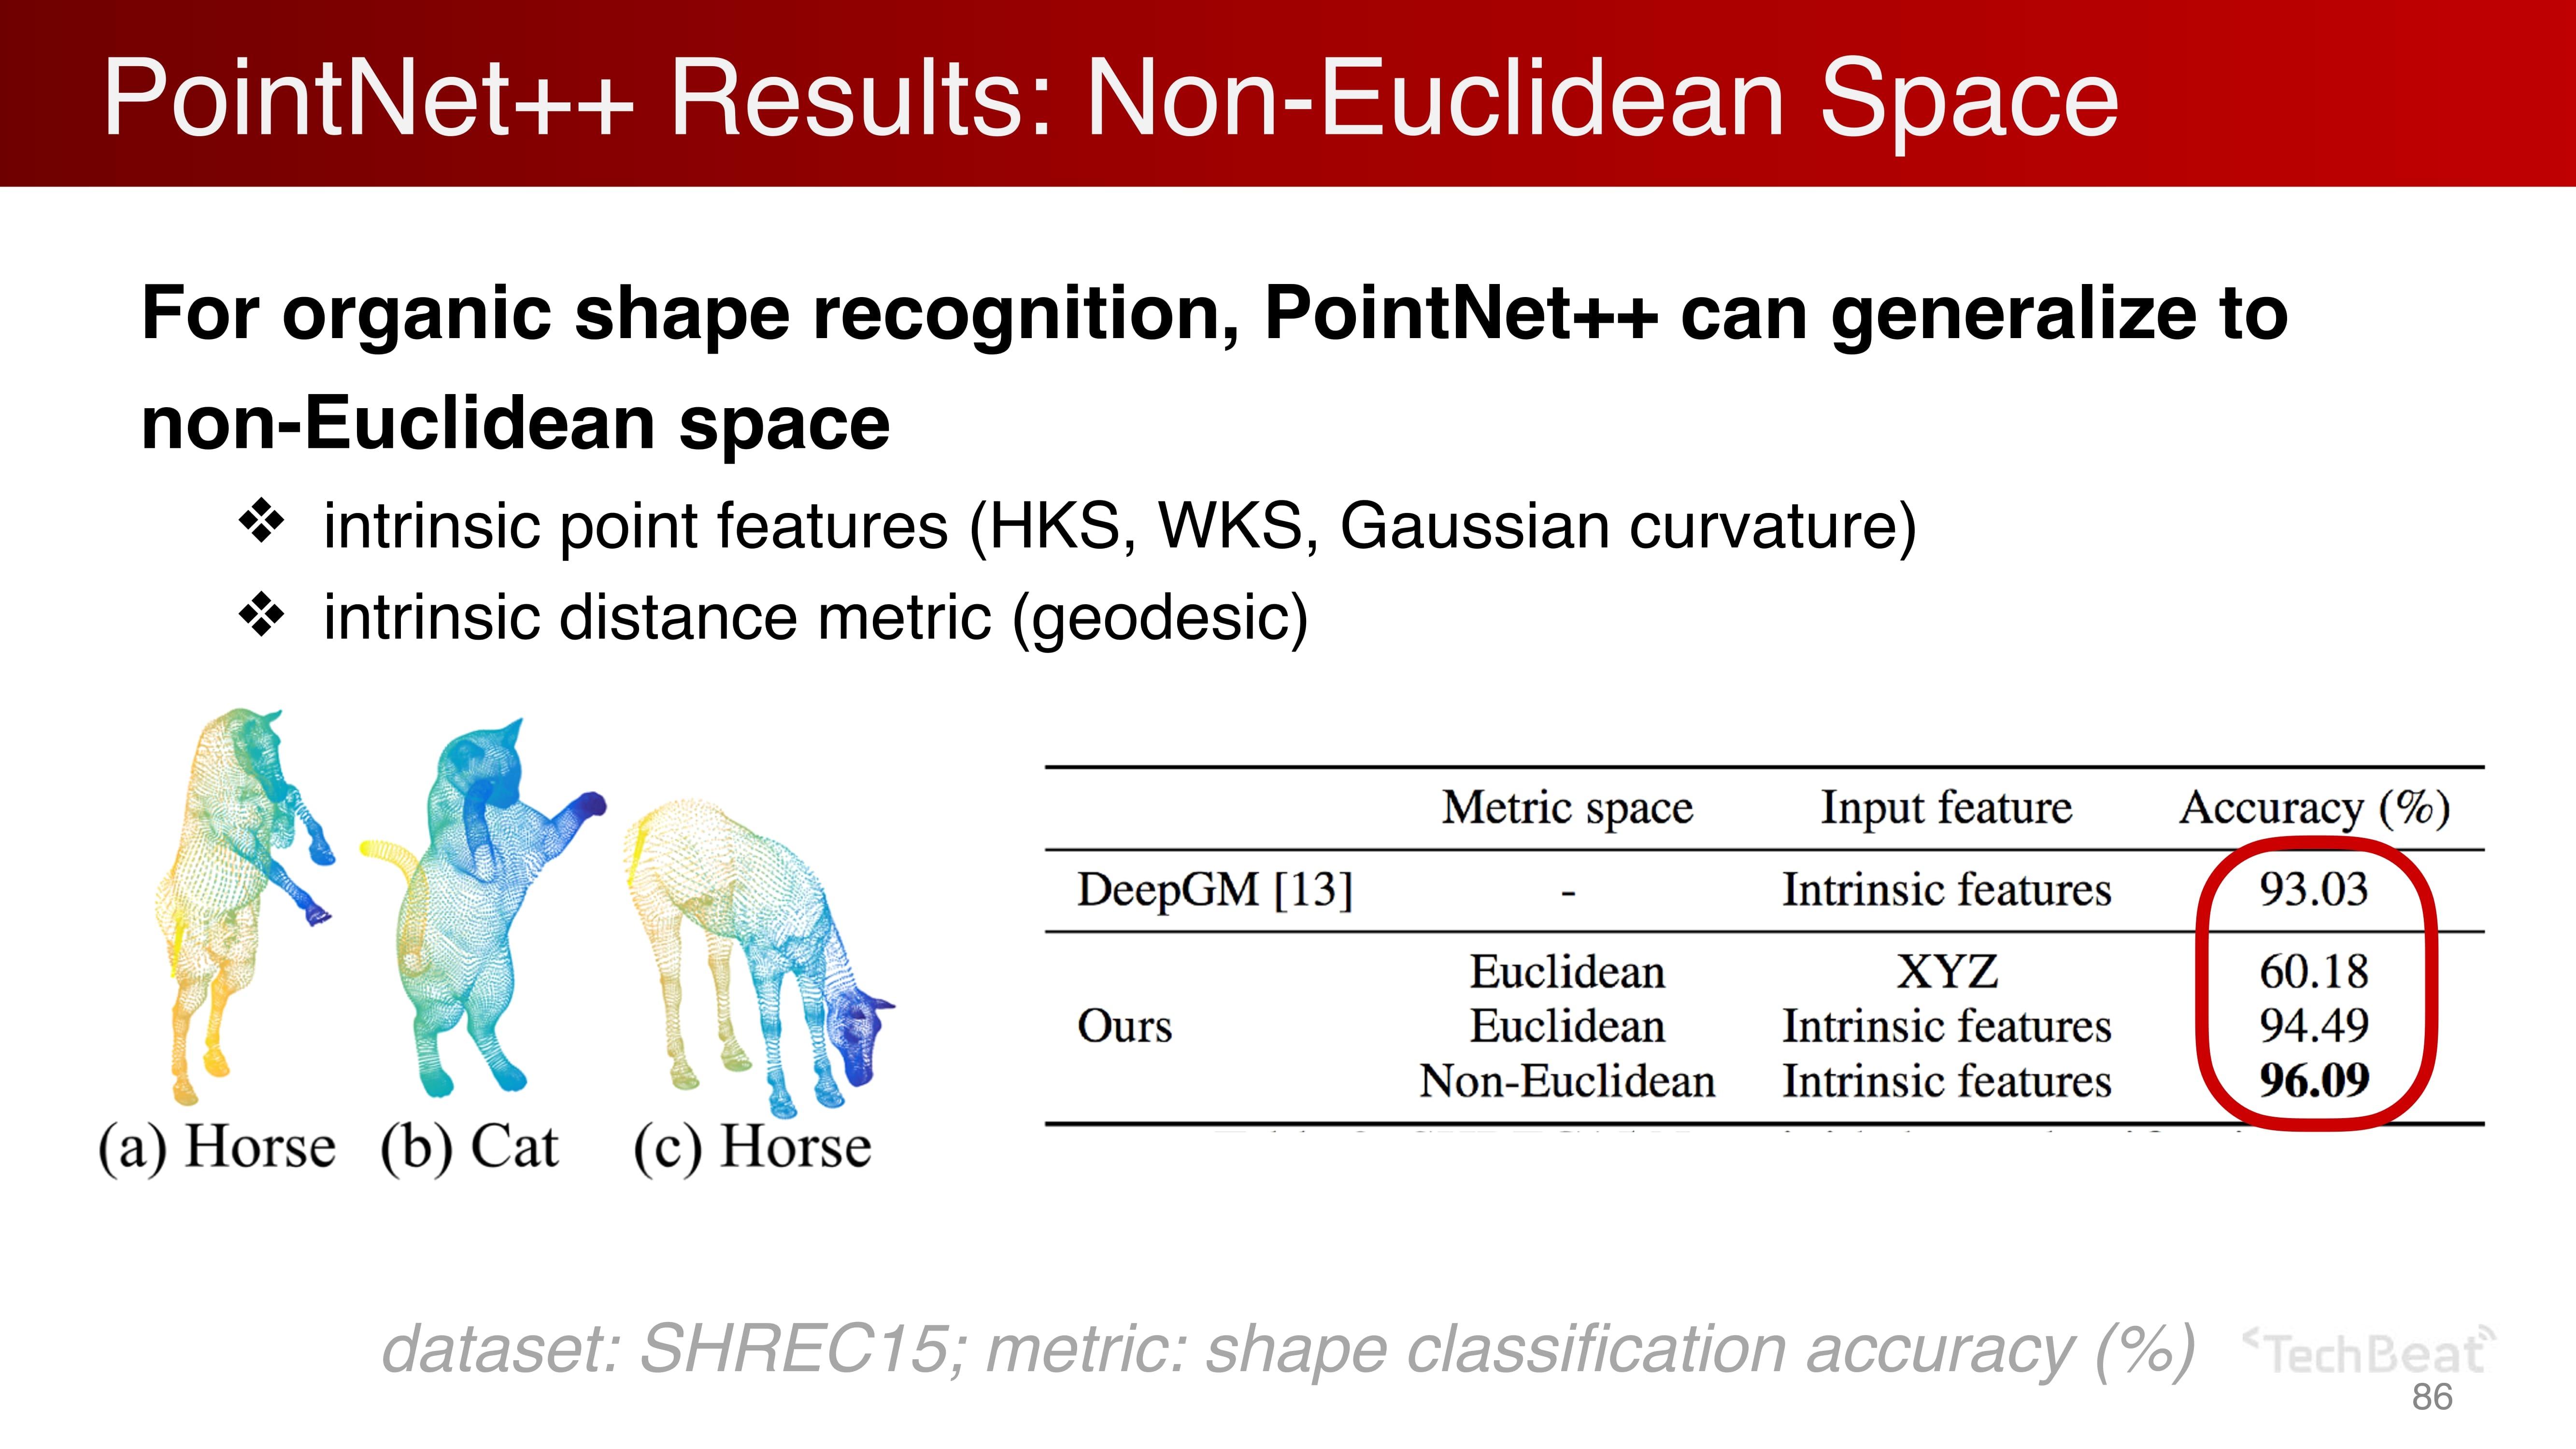 PointNet++ Results: Non-Euclidean Space
For organic shape recognition, PointNet++ can generalize to
non-Euclidean space
❖ intrinsic point features (HKS, WKS, Gaussian curvature)
❖ intrinsic distance metric (geodesic)
(a) Horse (b) Cat (c) Horse
Metric space Input feature Accuracy (%)
DeepGM [13] - Intrinsic features 93.03
Euclidean XYZ 60.18
Ours Euclidean Intrinsic features 94.49
Non-Euclidean Intrinsic features 96.09
dataset: SHREC15; metric: shape classification accuracy (%)
TechBeat
86